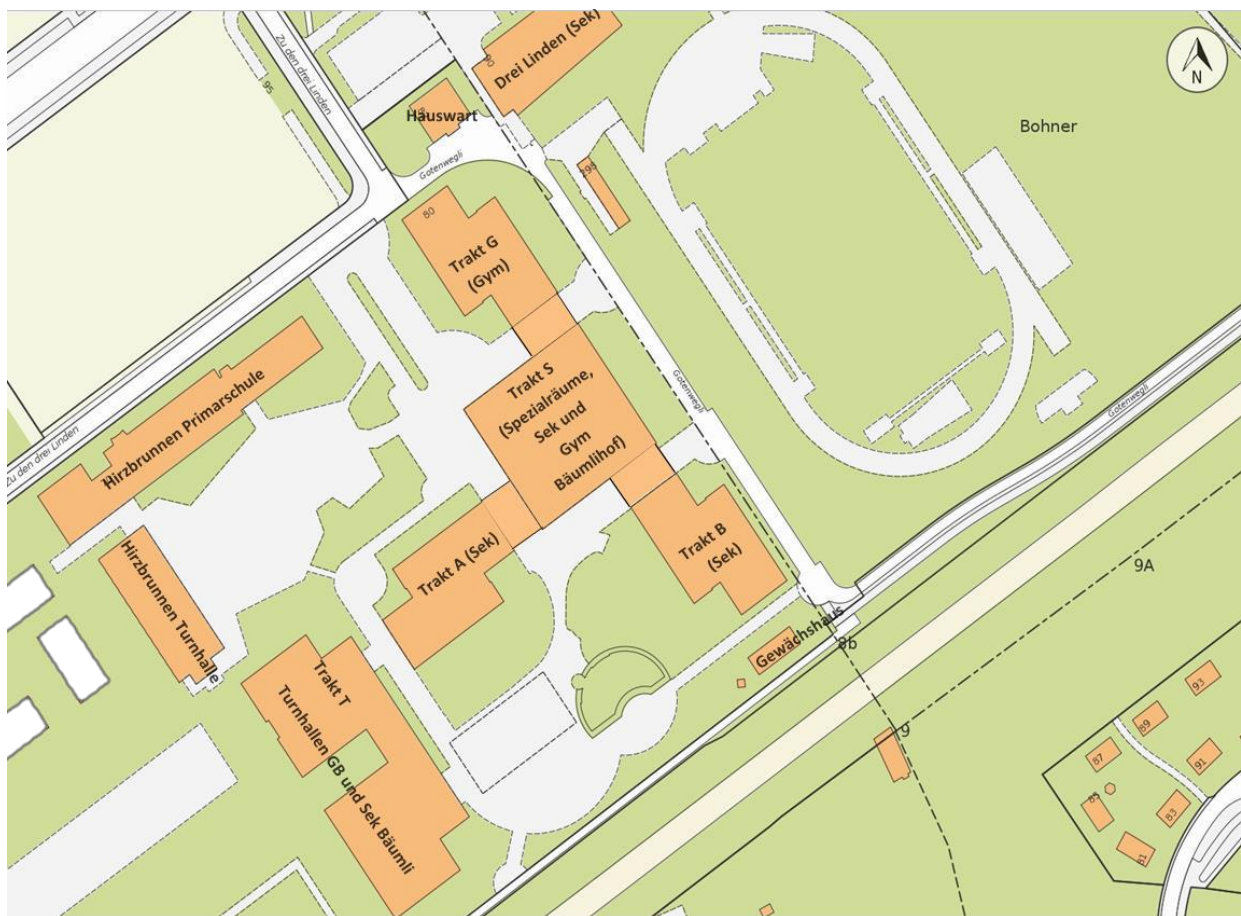 Zu den drei Linden
95
90
Drei Linden (Sek)
N
Hauswart
Bohner
Gotenwegli
298
80
Trakt G
(Gym)
Trakt S
(Spezialräume,
Sek und
Gym
Bäumlihof)
Gotenwegli
Gotenwegli
Hirzbrunnen Primarschule
Zu den drei Linden
Trakt A (Sek)
Trakt B
(Sek)
Hirzbrunnen Turnhalle
9A
Gewächshaus
8b
Trakt T
Turnhallen GB und Sek Bäumli
9
93
89
87
91
85
83
81